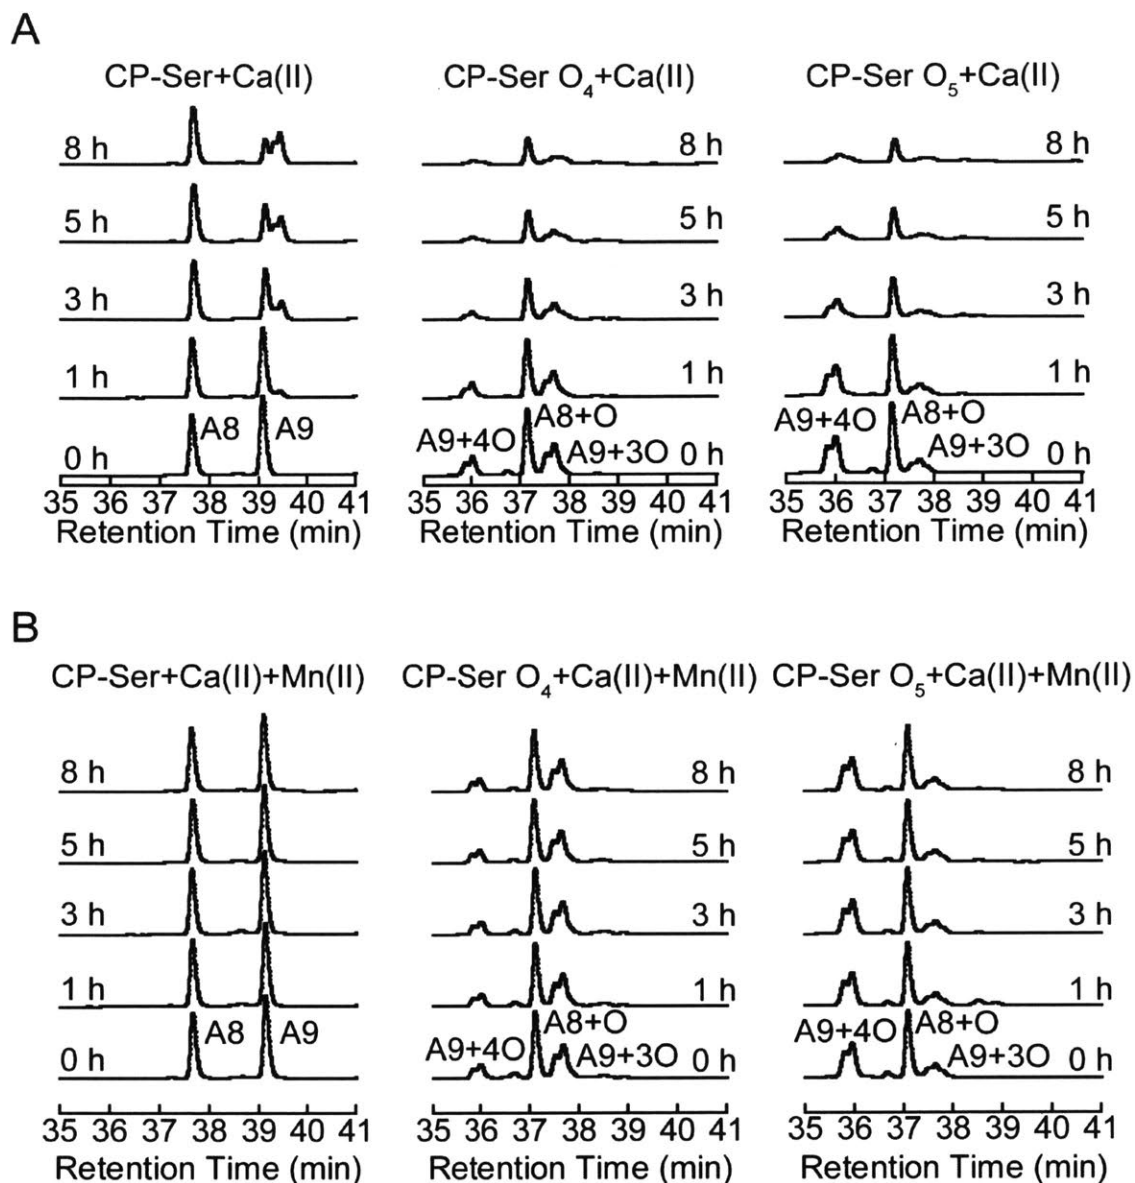 A
CP-Ser+Ca(II)
8 h
5 h
3 h
1 h
A8 A9
0 h
35 36 37 38 39 40 41
Retention Time (min)
CP-Ser O₄+Ca(II)
8 h
5 h
3 h
1 h
A8+O
A9+4O
A9+3O 0 h
35 36 37 38 39 40 41
Retention Time (min)
CP-Ser O₅+Ca(II)
8 h
5 h
3 h
1 h
A9+4O A8+O
A9+3O 0 h
35 36 37 38 39 40 41
Retention Time (min)
B
CP-Ser+Ca(II)+Mn(II)
8 h
5 h
3 h
1 h
A8 A9
0 h
35 36 37 38 39 40 41
Retention Time (min)
CP-Ser O₄+Ca(II)+Mn(II)
8 h
5 h
3 h
1 h
A8+O
A9+4O A9+3O 0 h
35 36 37 38 39 40 41
Retention Time (min)
CP-Ser O₅+Ca(II)+Mn(II)
8 h
5 h
3 h
1 h
A9+4O A8+O
A9+3O 0 h
35 36 37 38 39 40 41
Retention Time (min)